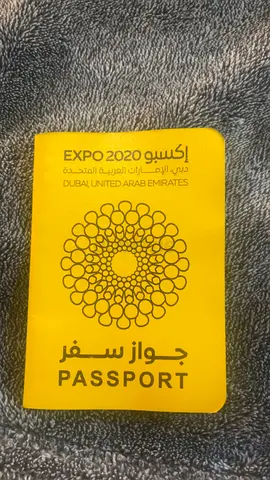 EXPO 2020 إكسبو
دبي، الإمارات العربية المتحدة
DUBAI, UNITED ARAB EMIRATES
جواز سفر
PASSPORT